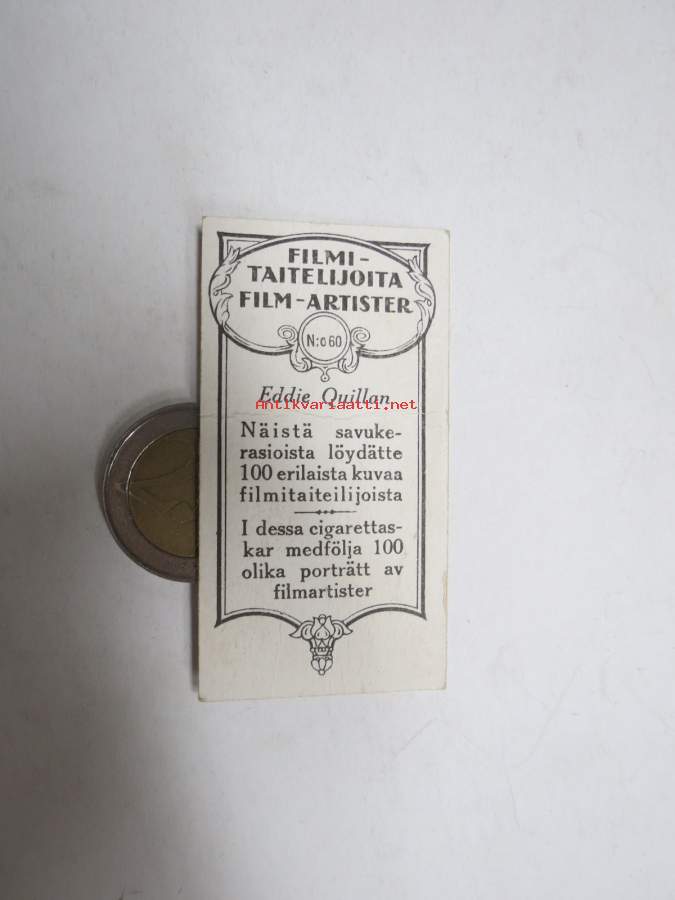 FILMI-
TAITELIJOITA
FILM-ARTISTER
N:o 60
Eddie Quillan
Antikvariaatti.net
Näistä savuke-
rasioista löydätte
100 erilaista kuvaa
filmitaiteilijoista
I dessa cigarettas-
kar medfölja 100
olika porträtt av
filmartister